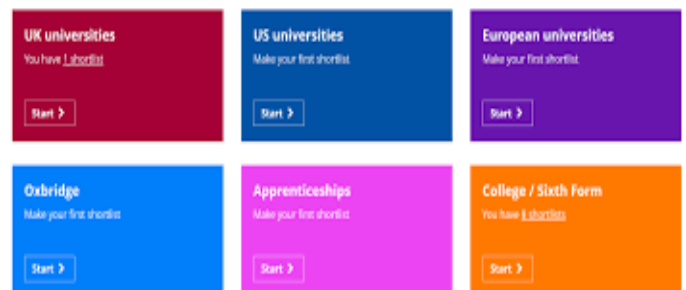 UK universities
You have 1 shortlist
Start
US universities
Make your first shortlist
Start
European universities
Make your first shortlist
Start
Oxbridge
Make your first shortlist
Start
Apprenticeships
Make your first shortlist
Start
College / Sixth Form
You have shortlists
Start